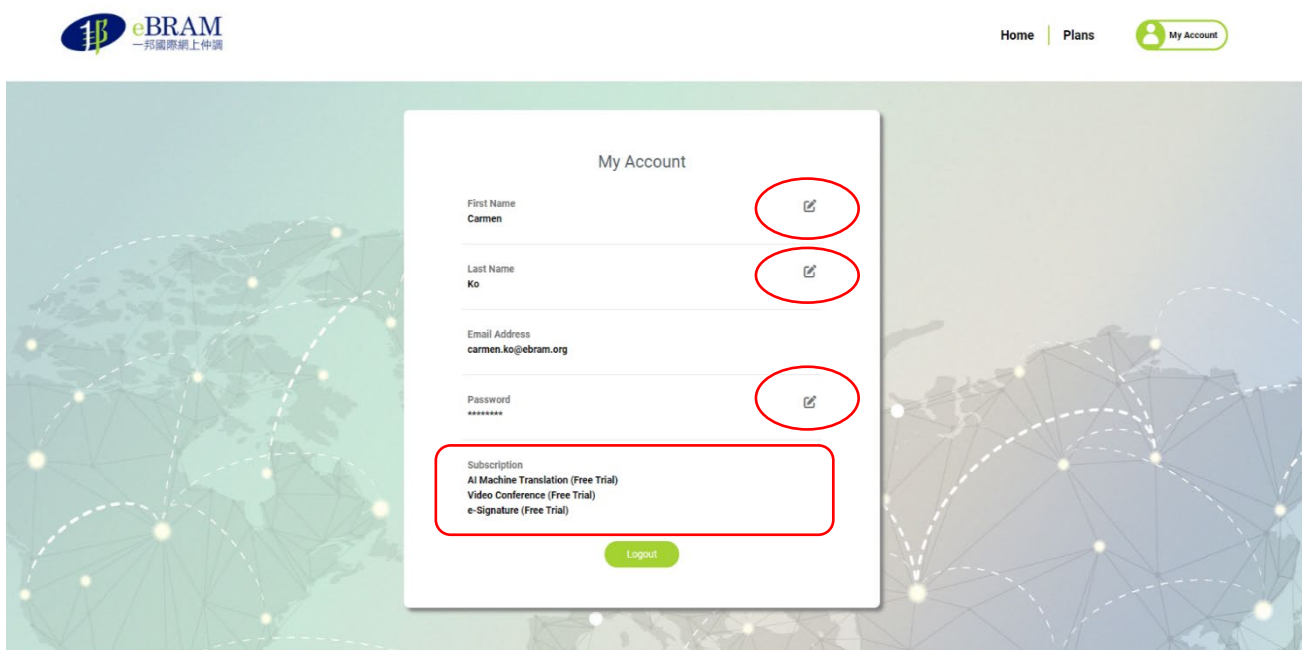 eBRAM
一邦國際網上仲調
Home
Plans
My Account
My Account
First Name
Carmen
Last Name
Ko
Email Address
carmen.ko@ebram.org
Password
********
Subscription
AI Machine Translation (Free Trial)
Video Conference (Free Trial)
e-Signature (Free Trial)
Logout